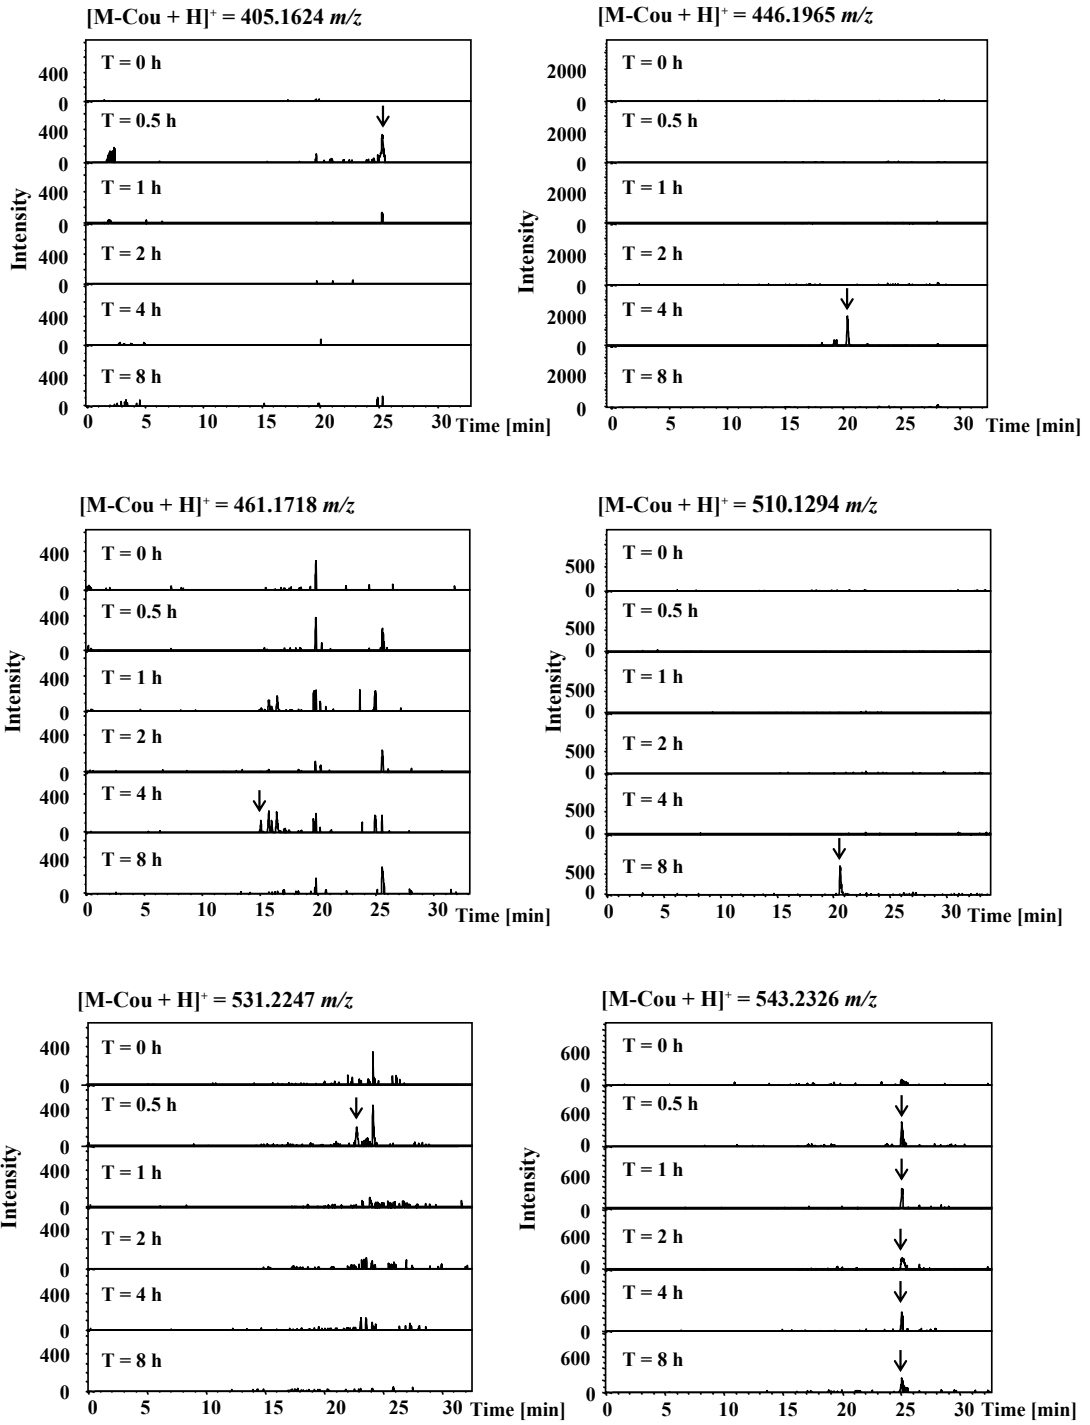 [M-Cou + H]+ = 405.1624 m/z
T = 0 h
400
0
T = 0.5 h
400
0
T = 1 h
400
0
T = 2 h
400
0
T = 4 h
400
0
T = 8 h
400
0
Intensity
0 5 10 15 20 25 30 Time [min]
[M-Cou + H]+ = 446.1965 m/z
T = 0 h
2000
0
T = 0.5 h
2000
0
T = 1 h
2000
0
T = 2 h
2000
0
T = 4 h
2000
0
T = 8 h
2000
0
Intensity
0 5 10 15 20 25 30 Time [min]
[M-Cou + H]+ = 461.1718 m/z
T = 0 h
400
0
T = 0.5 h
400
0
T = 1 h
400
0
T = 2 h
400
0
T = 4 h
400
0
T = 8 h
400
0
Intensity
0 5 10 15 20 25 30 Time [min]
[M-Cou + H]+ = 510.1294 m/z
T = 0 h
500
0
T = 0.5 h
500
0
T = 1 h
500
0
T = 2 h
500
0
T = 4 h
500
0
T = 8 h
500
0
Intensity
0 5 10 15 20 25 30 Time [min]
[M-Cou + H]+ = 531.2247 m/z
T = 0 h
400
0
T = 0.5 h
400
0
T = 1 h
400
0
T = 2 h
400
0
T = 4 h
400
0
T = 8 h
400
0
Intensity
0 5 10 15 20 25 30 Time [min]
[M-Cou + H]+ = 543.2326 m/z
T = 0 h
600
0
T = 0.5 h
600
0
T = 1 h
600
0
T = 2 h
600
0
T = 4 h
600
0
T = 8 h
600
0
Intensity
0 5 10 15 20 25 30 Time [min]